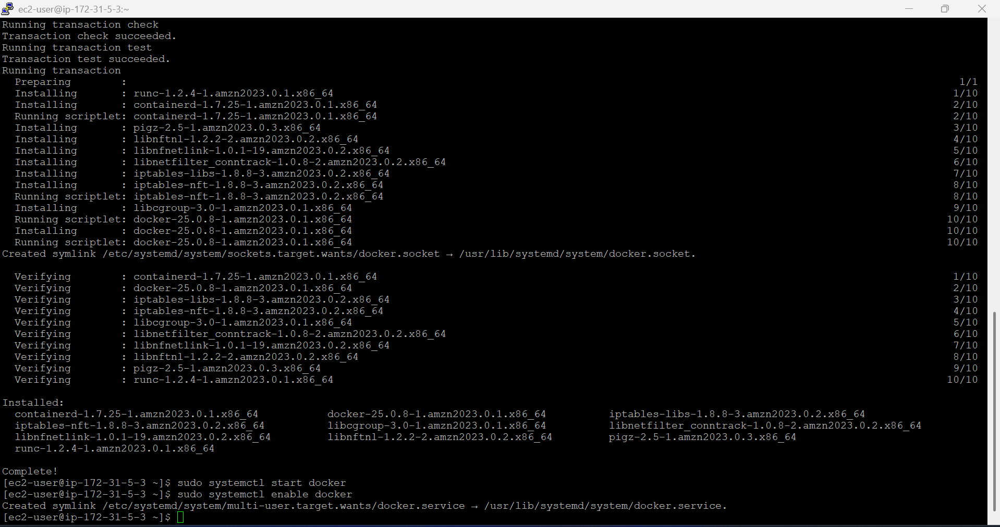 ec2-user@ip-172-31-5-3:~
Running transaction check
Transaction check succeeded.
Running transaction test
Transaction test succeeded.
Running transaction
  Preparing        :                                                                 1/1
  Installing       : runc-1.2.4-1.amzn2023.0.1.x86_64                                1/10
  Installing       : containerd-1.7.25-1.amzn2023.0.1.x86_64                         2/10
  Running scriptlet: containerd-1.7.25-1.amzn2023.0.1.x86_64                         2/10
  Installing       : pigz-2.5-1.amzn2023.0.3.x86_64                                  3/10
  Installing       : libnftnl-1.2.2-2.amzn2023.0.2.x86_64                            4/10
  Installing       : libnfnetlink-1.0.1-19.amzn2023.0.2.x86_64                       5/10
  Installing       : libnetfilter_conntrack-1.0.8-2.amzn2023.0.2.x86_64              6/10
  Installing       : iptables-libs-1.8.8-3.amzn2023.0.2.x86_64                       7/10
  Installing       : iptables-nft-1.8.8-3.amzn2023.0.2.x86_64                        8/10
  Running scriptlet: iptables-nft-1.8.8-3.amzn2023.0.2.x86_64                        8/10
  Installing       : libcgroup-3.0-1.amzn2023.0.1.x86_64                             9/10
  Running scriptlet: docker-25.0.8-1.amzn2023.0.1.x86_64                             10/10
  Installing       : docker-25.0.8-1.amzn2023.0.1.x86_64                             10/10
  Running scriptlet: docker-25.0.8-1.amzn2023.0.1.x86_64                             10/10
Created symlink /etc/systemd/system/sockets.target.wants/docker.socket → /usr/lib/systemd/system/docker.socket.
  Verifying        : containerd-1.7.25-1.amzn2023.0.1.x86_64                         1/10
  Verifying        : docker-25.0.8-1.amzn2023.0.1.x86_64                             2/10
  Verifying        : iptables-libs-1.8.8-3.amzn2023.0.2.x86_64                       3/10
  Verifying        : iptables-nft-1.8.8-3.amzn2023.0.2.x86_64                        4/10
  Verifying        : libcgroup-3.0-1.amzn2023.0.1.x86_64                             5/10
  Verifying        : libnetfilter_conntrack-1.0.8-2.amzn2023.0.2.x86_64              6/10
  Verifying        : libnfnetlink-1.0.1-19.amzn2023.0.2.x86_64                       7/10
  Verifying        : libnftnl-1.2.2-2.amzn2023.0.2.x86_64                            8/10
  Verifying        : pigz-2.5-1.amzn2023.0.3.x86_64                                  9/10
  Verifying        : runc-1.2.4-1.amzn2023.0.1.x86_64                                10/10
Installed:
  containerd-1.7.25-1.amzn2023.0.1.x86_64 docker-25.0.8-1.amzn2023.0.1.x86_64 iptables-libs-1.8.8-3.amzn2023.0.2.x86_64
  iptables-nft-1.8.8-3.amzn2023.0.2.x86_64 libcgroup-3.0-1.amzn2023.0.1.x86_64 libnetfilter_conntrack-1.0.8-2.amzn2023.0.2.x86_64
  libnfnetlink-1.0.1-19.amzn2023.0.2.x86_64 libnftnl-1.2.2-2.amzn2023.0.2.x86_64 pigz-2.5-1.amzn2023.0.3.x86_64
  runc-1.2.4-1.amzn2023.0.1.x86_64
Complete!
[ec2-user@ip-172-31-5-3 ~]$ sudo systemctl start docker
[ec2-user@ip-172-31-5-3 ~]$ sudo systemctl enable docker
Created symlink /etc/systemd/system/multi-user.target.wants/docker.service → /usr/lib/systemd/system/docker.service.
[ec2-user@ip-172-31-5-3 ~]$